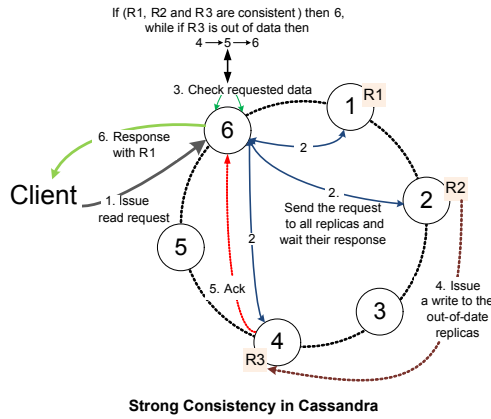 If (R1, R2 and R3 are consistent) then 6,
while if R3 is out of data then
4 → 5 → 6
3. Check requested data
1
R1
6
6. Response
with R1
2
2
R2
2.
Client
1. Issue
read request
Send the request
to all replicas and
wait their response
2
5
4. Issue
a write to the
out-of-date
replicas
5. Ack
3
4
R3
Strong Consistency in Cassandra